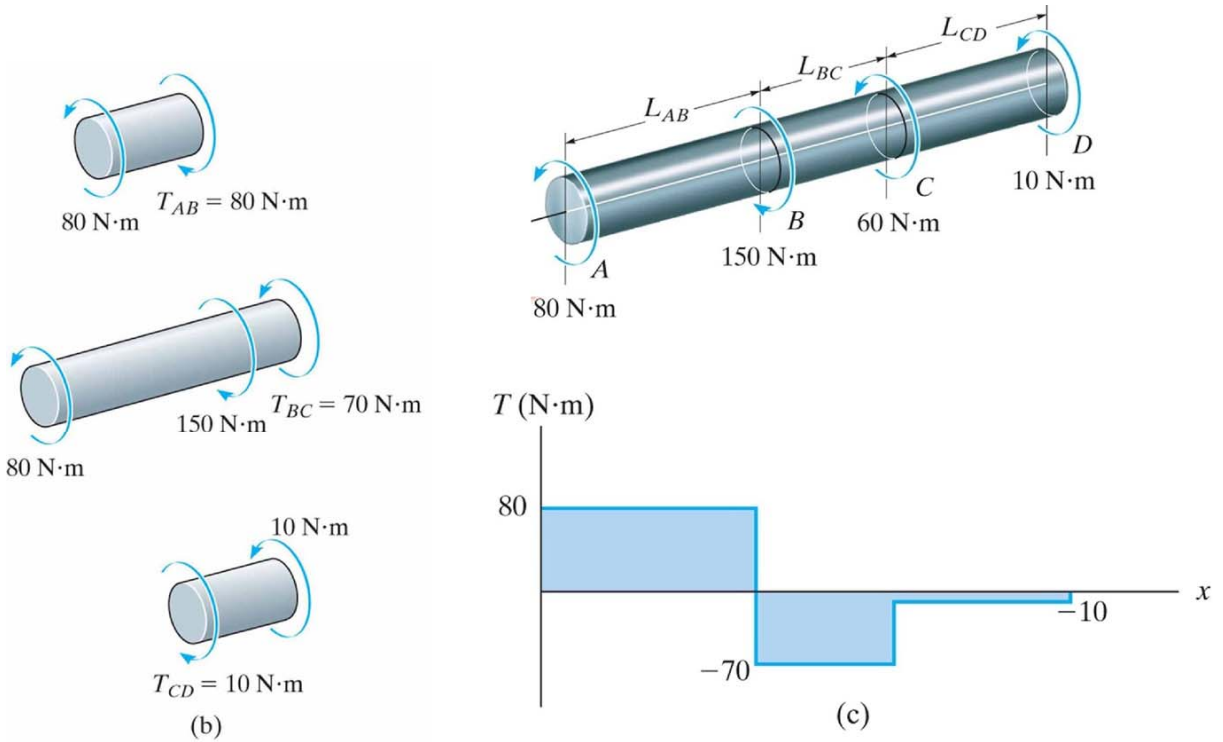 80 N·m
T_AB = 80 N·m
80 N·m
150 N·m
T_BC = 70 N·m
10 N·m
T_CD = 10 N·m
(b)
L_AB
L_BC
L_CD
A
B
C
D
80 N·m
150 N·m
60 N·m
10 N·m
T (N·m)
80
−70
−10
x
(c)